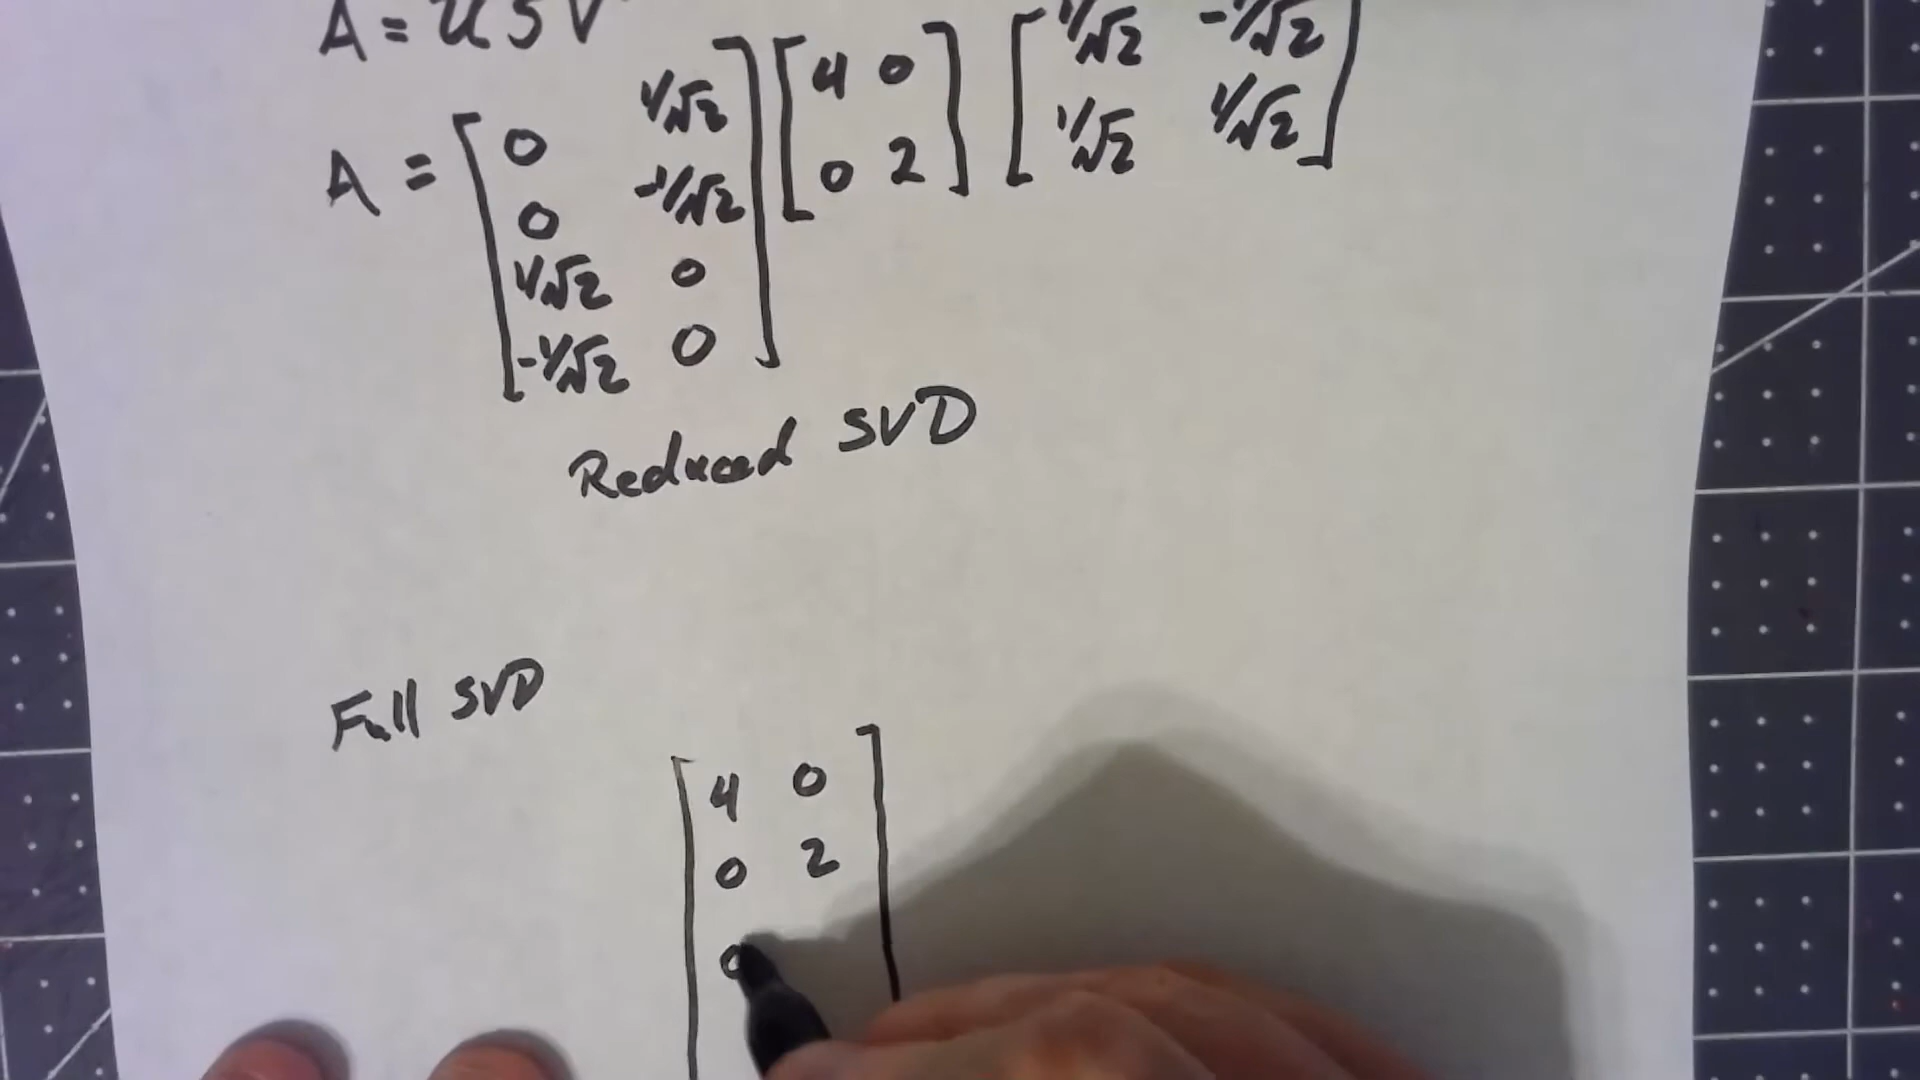 A = U S V
A = [0 1/√2; 0 -1/√2; 1/√2 0; -1/√2 0] [4 0; 0 2] [1/√2 -1/√2; 1/√2 1/√2]
Reduced SVD
Full SVD
[4 0
0 2
0